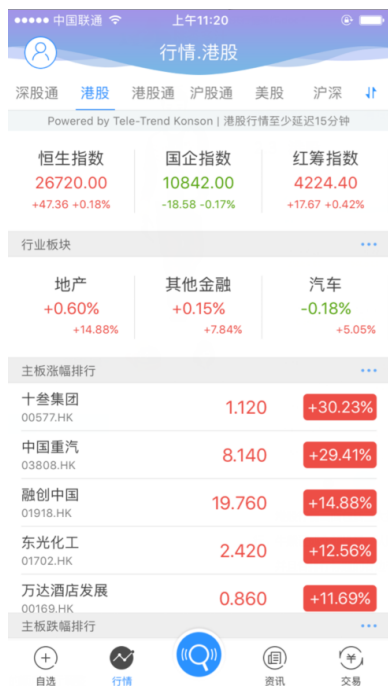 中国联通 上午11:20
行情.港股
深股通 港股 港股通 沪股通 美股 沪深
Powered by Tele-Trend Konson | 港股行情至少延迟15分钟
恒生指数 国企指数 红筹指数
26720.00 10842.00 4224.40
+47.36 +0.18% -18.58 -0.17% +17.67 +0.42%
行业板块
地产 其他金融 汽车
+0.60% +0.15% -0.18%
+14.88% +7.84% +5.05%
主板涨幅排行
十叁集团
00577.HK 1.120 +30.23%
中国重汽
03808.HK 8.140 +29.41%
融创中国
01918.HK 19.760 +14.88%
东光化工
01702.HK 2.420 +12.56%
万达酒店发展
00169.HK 0.860 +11.69%
主板跌幅排行
自选 行情 资讯 交易